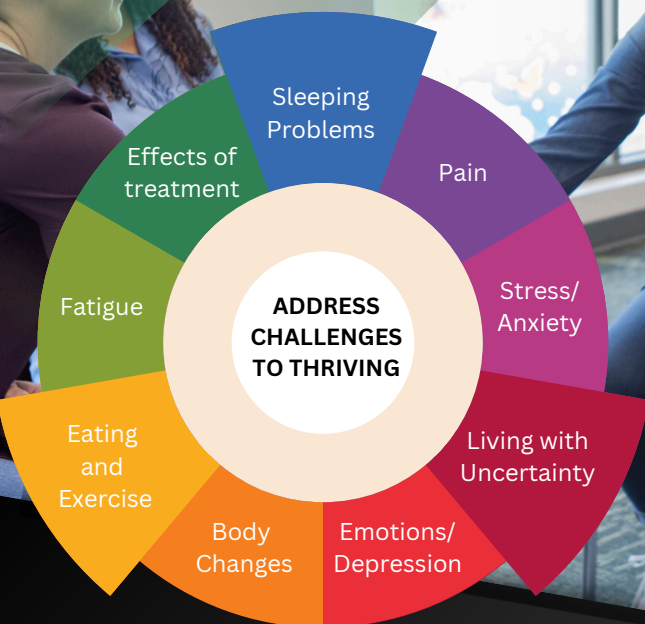 Sleeping
Problems
Pain
Stress/
Anxiety
Living with
Uncertainty
Emotions/
Depression
Body
Changes
Eating
and
Exercise
Fatigue
Effects of
treatment
ADDRESS
CHALLENGES
TO THRIVING